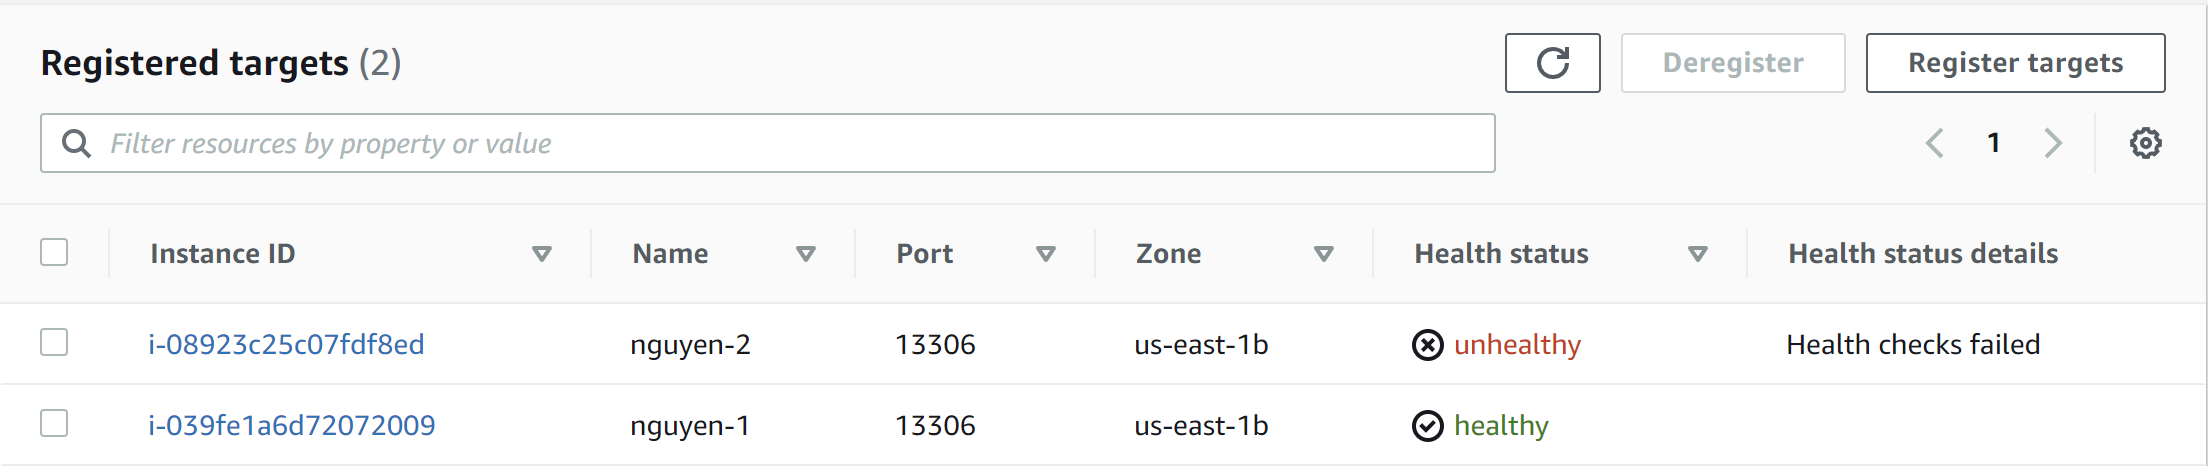 Registered targets (2)
Deregister
Register targets
Filter resources by property or value
1
Instance ID Name Port Zone Health status Health status details
i-08923c25c07fdf8ed nguyen-2 13306 us-east-1b unhealthy Health checks failed
i-039fe1a6d72072009 nguyen-1 13306 us-east-1b healthy